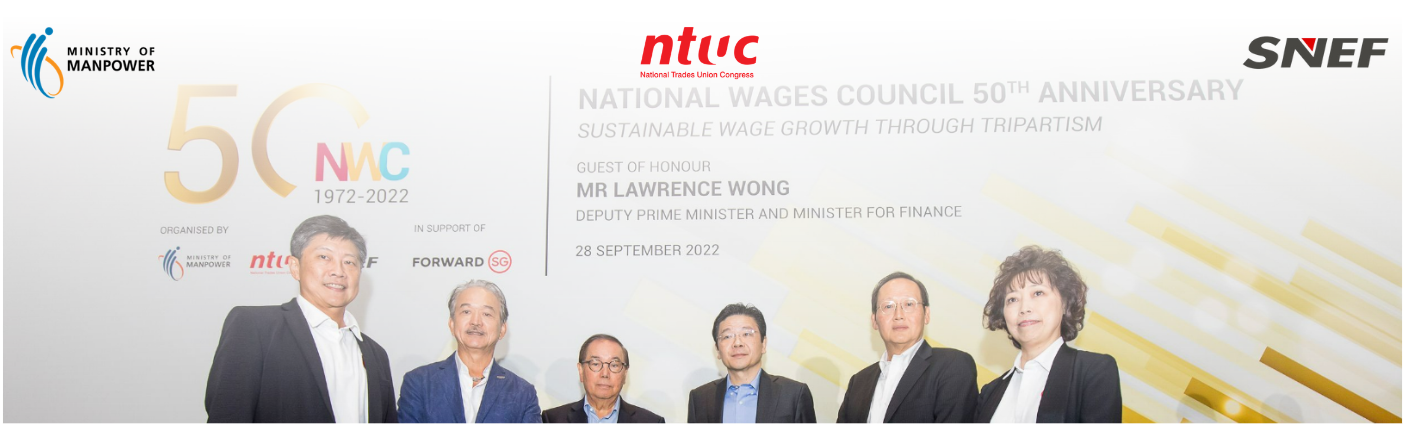 MINISTRY OF
MANPOWER
ntuc
National Trades Union Congress
SNEF
50
NWC
1972-2022
NATIONAL WAGES COUNCIL 50TH ANNIVERSARY
SUSTAINABLE WAGE GROWTH THROUGH TRIPARTISM
GUEST OF HONOUR
MR LAWRENCE WONG
DEPUTY PRIME MINISTER AND MINISTER FOR FINANCE
28 SEPTEMBER 2022
ORGANISED BY
MINISTRY OF
MANPOWER
IN SUPPORT OF
FORWARD SG